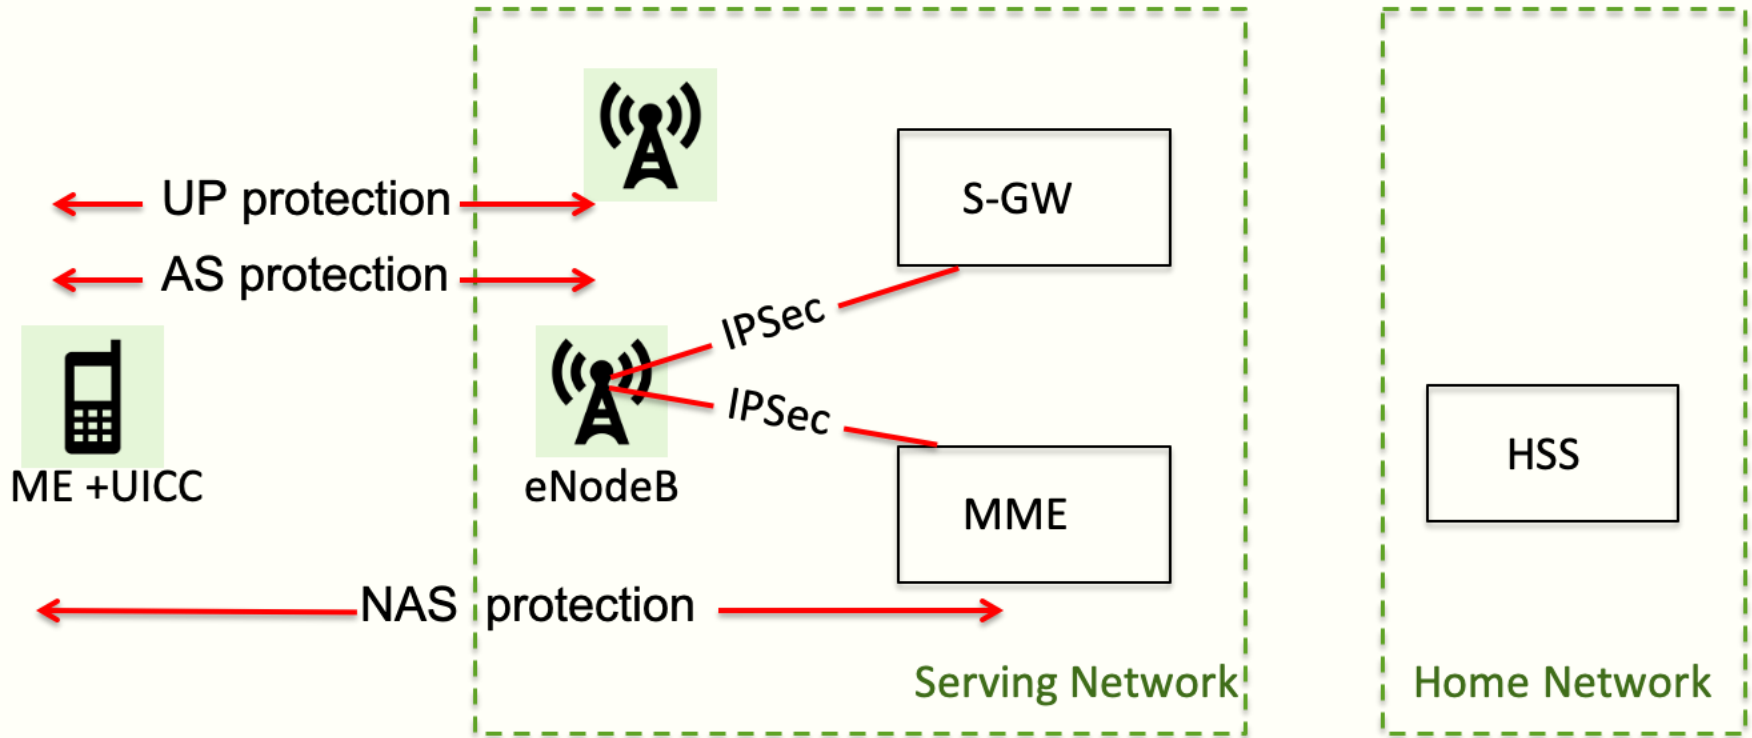 UP protection
S-GW
AS protection
IPSec
IPSec
ME +UICC
eNodeB
MME
HSS
NAS protection
Serving Network
Home Network